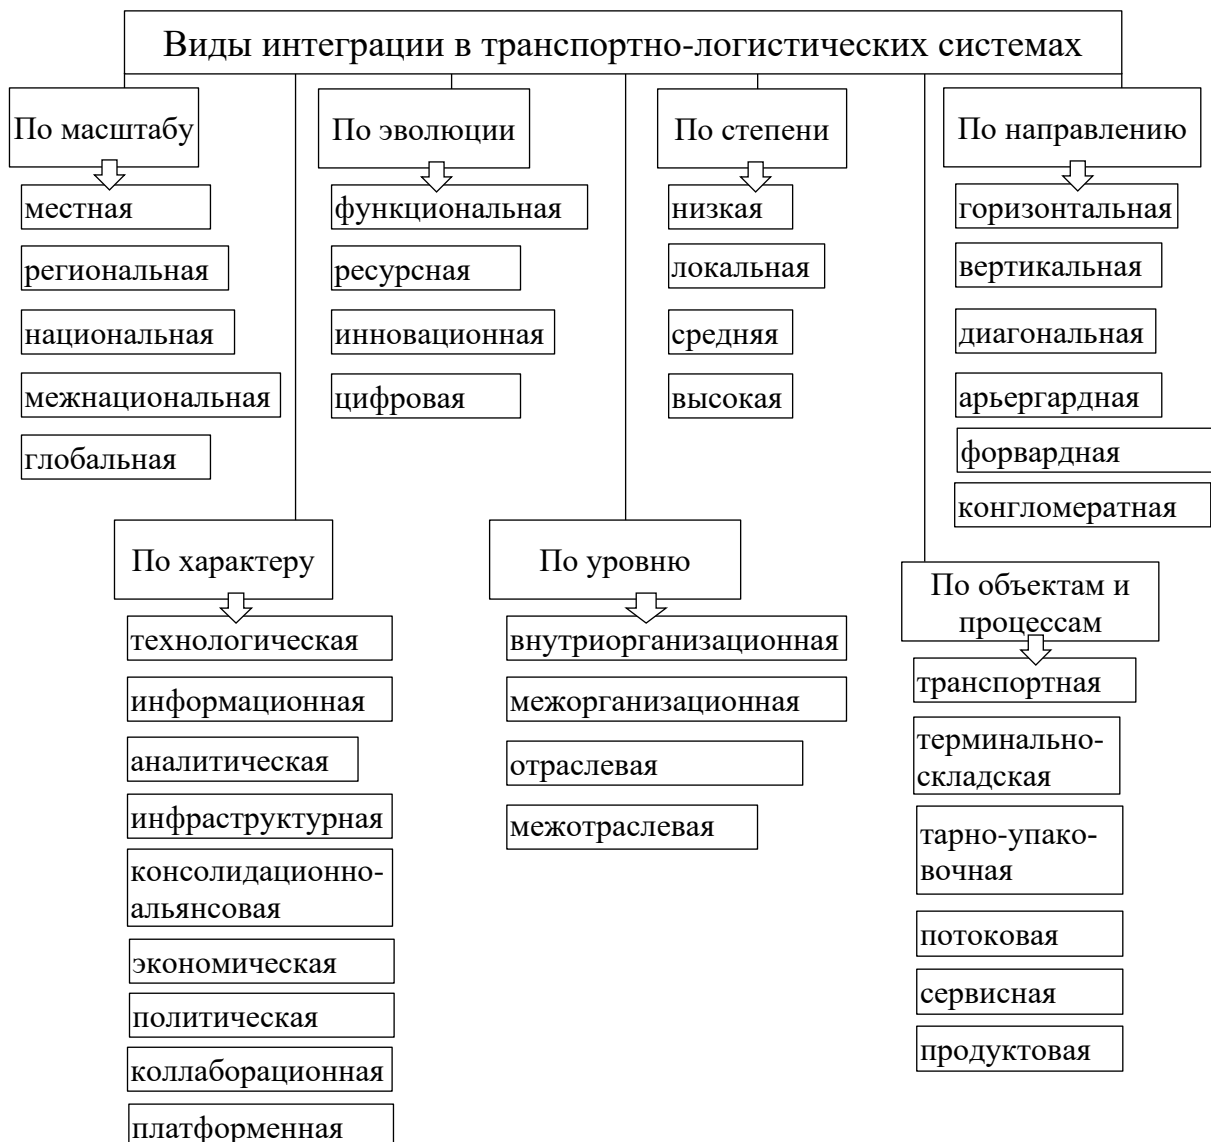 Виды интеграции в транспортно-логистических системах
По масштабу
местная
региональная
национальная
межнациональная
глобальная
По эволюции
функциональная
ресурсная
инновационная
цифровая
По степени
низкая
локальная
средняя
высокая
По направлению
горизонтальная
вертикальная
диагональная
арьергардная
форвардная
конгломератная
По характеру
технологическая
информационная
аналитическая
инфраструктурная
консолидационно-
альянсовая
экономическая
политическая
коллаборационная
платформенная
По уровню
внутриорганизационная
межорганизационная
отраслевая
межотраслевая
По объектам и
процессам
транспортная
терминально-
складская
тарно-упако-
вочная
потоковая
сервисная
продуктовая